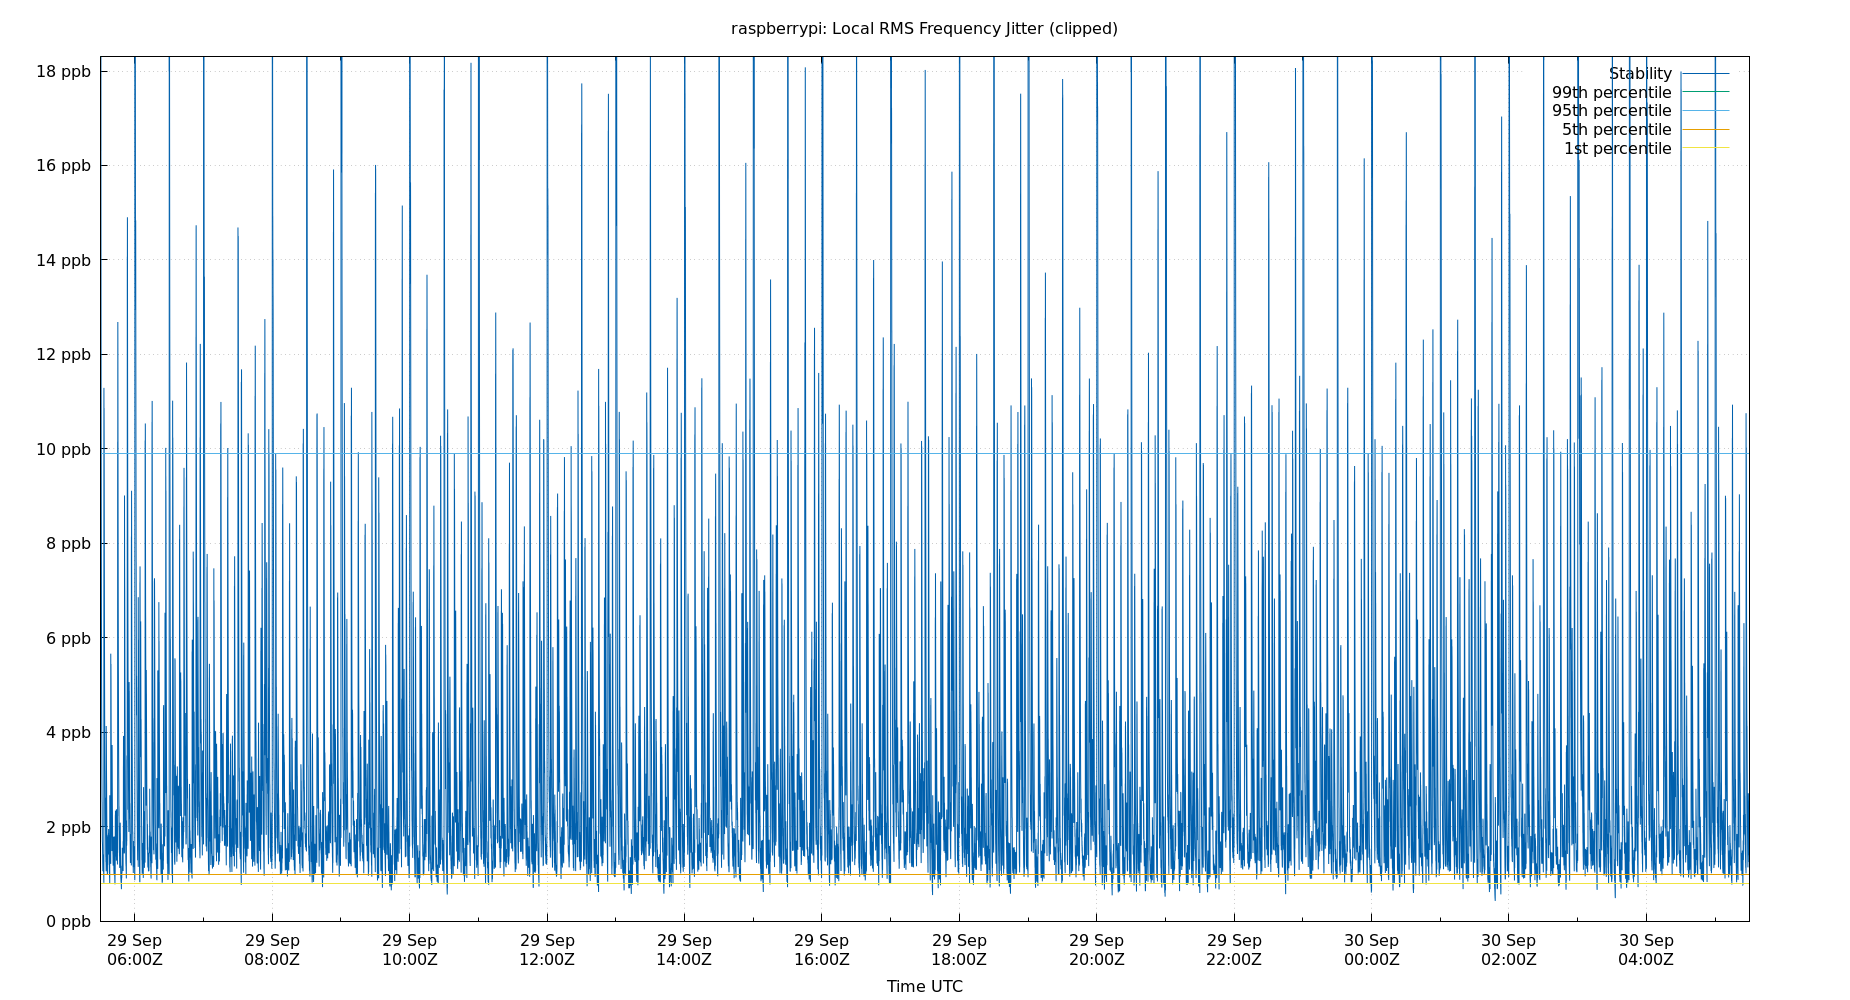 raspberrypi: Local RMS Frequency Jitter (clipped)
18 ppb
16 ppb
14 ppb
12 ppb
10 ppb
8 ppb
6 ppb
4 ppb
2 ppb
0 ppb
Stability
99th percentile
95th percentile
5th percentile
1st percentile
29 Sep 29 Sep 29 Sep 29 Sep 29 Sep 29 Sep 29 Sep 29 Sep 29 Sep 30 Sep 30 Sep 30 Sep
06:00Z 08:00Z 10:00Z 12:00Z 14:00Z 16:00Z 18:00Z 20:00Z 22:00Z 00:00Z 02:00Z 04:00Z
Time UTC